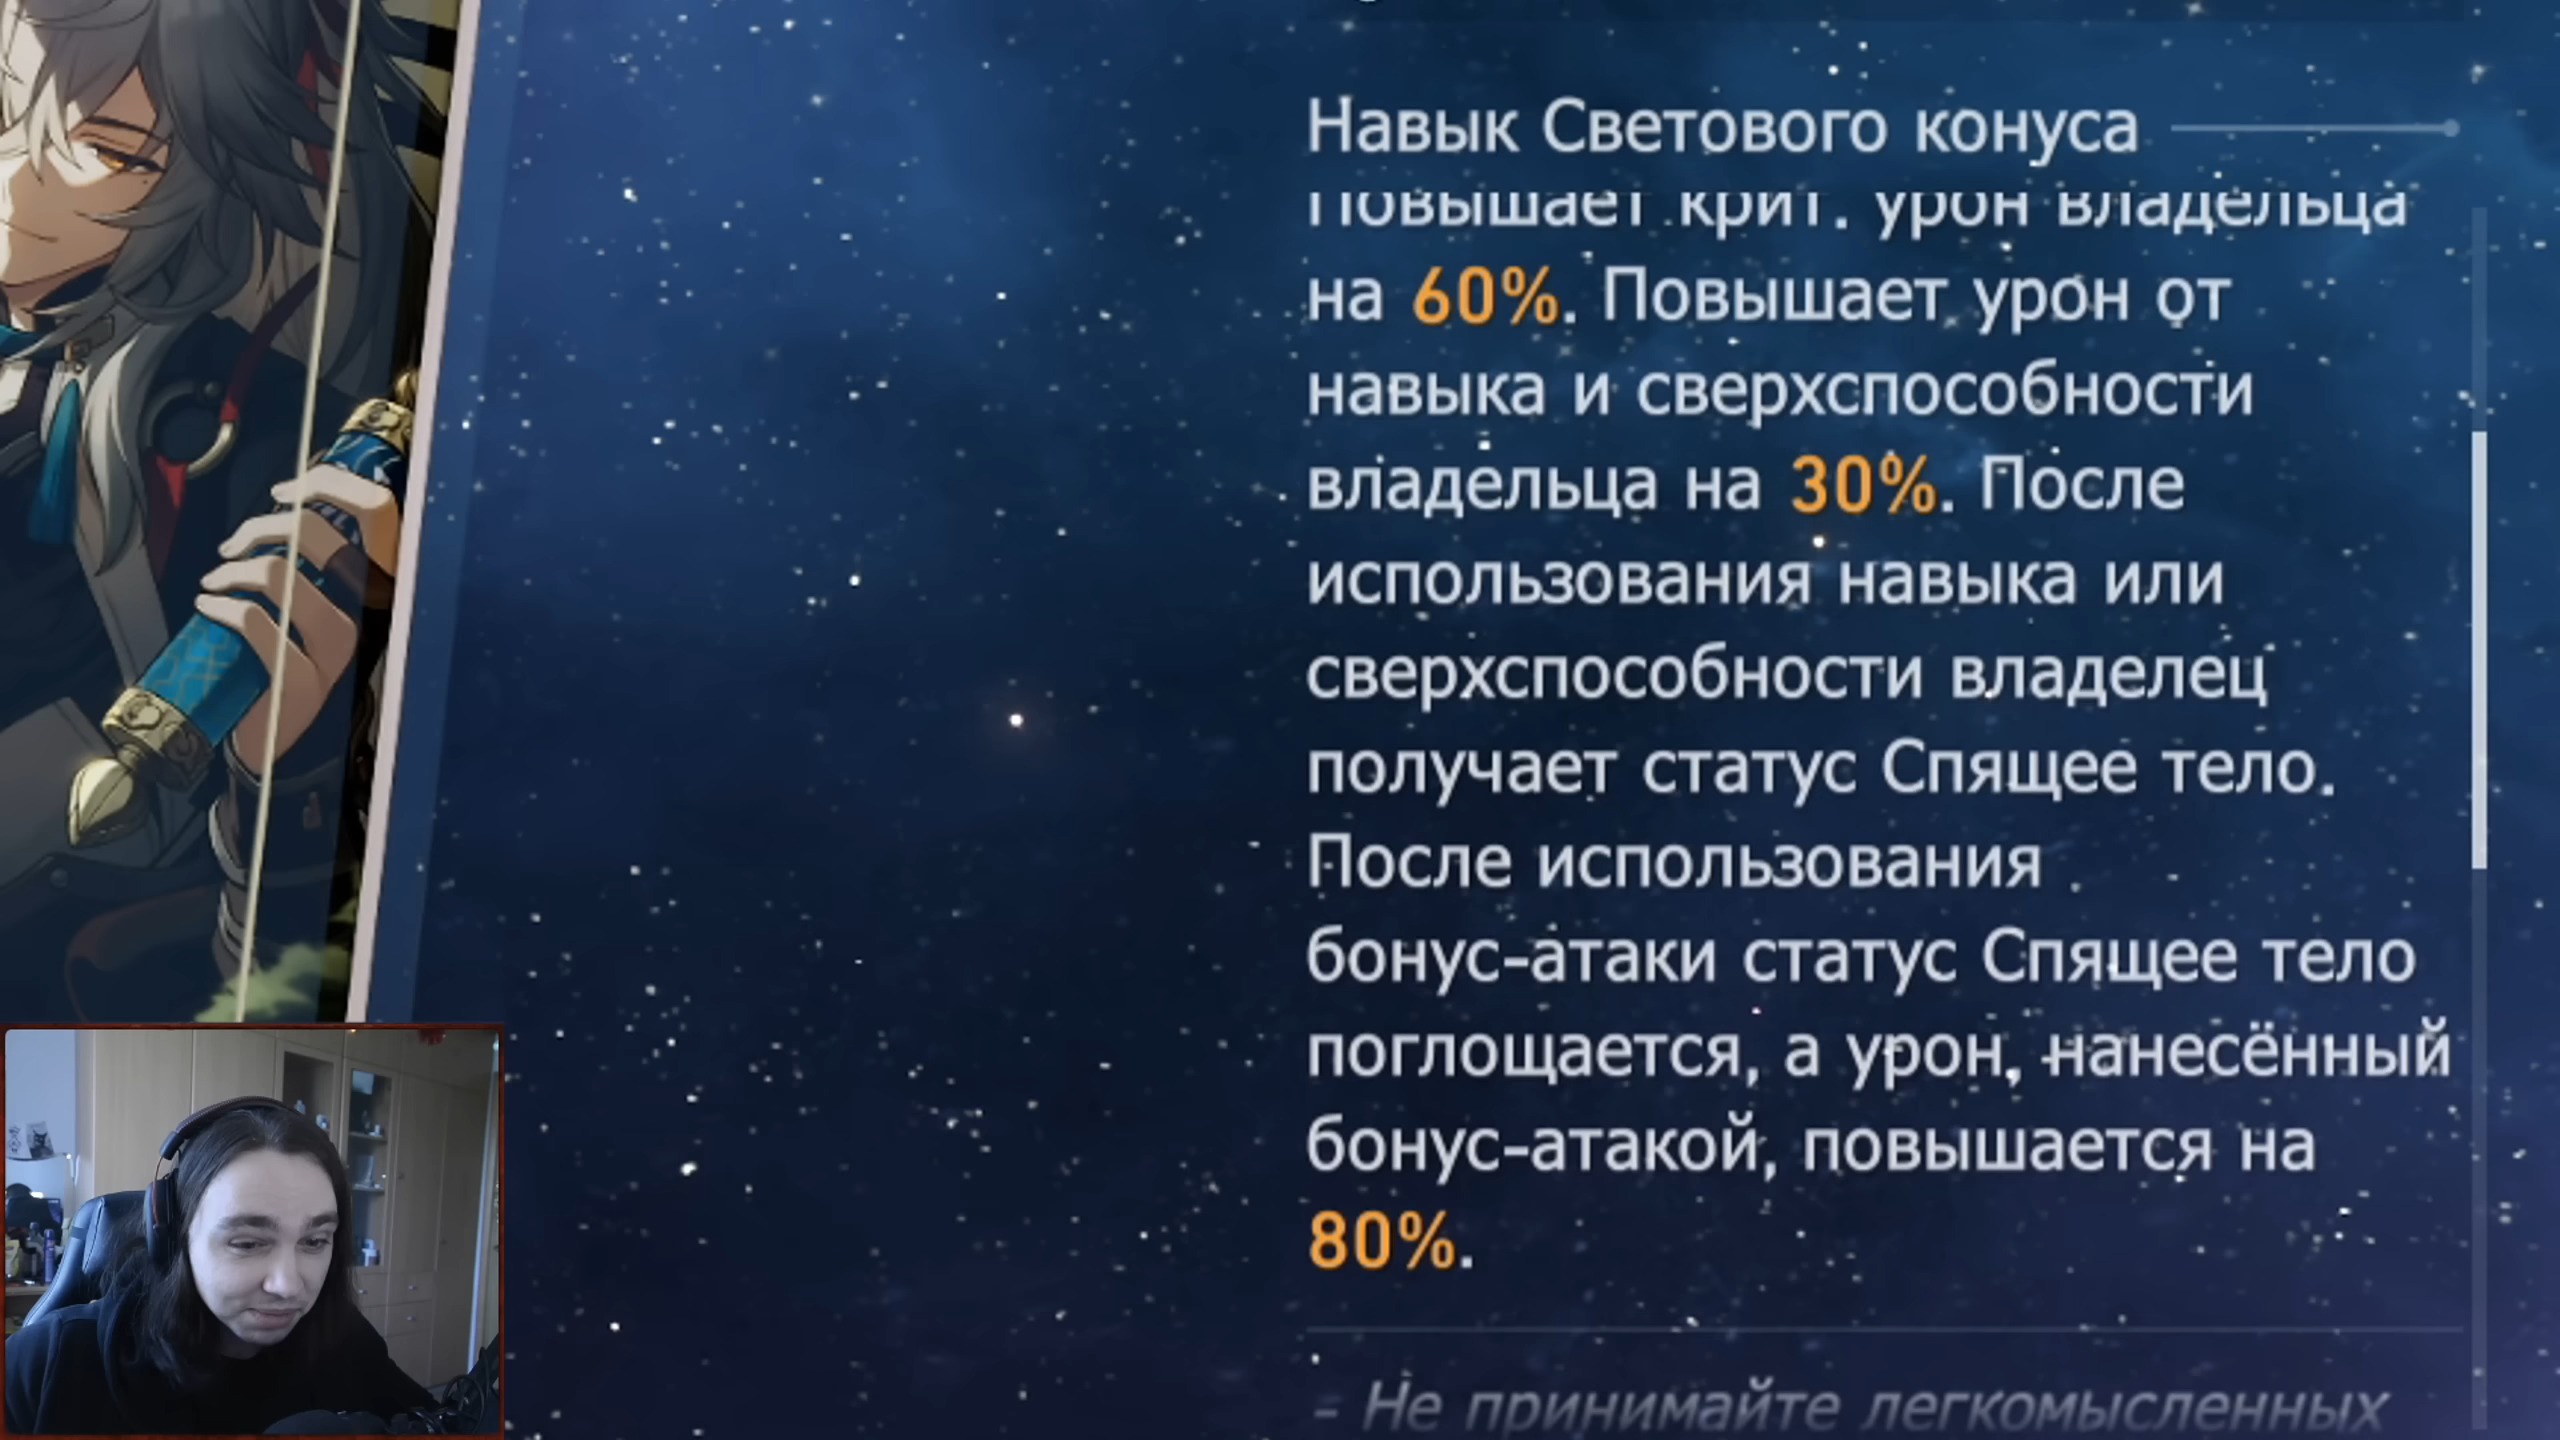 Навык Светового конуса
Повышает крит. урон владельца
на 60%. Повышает урон от
навыка и сверхспособности
владельца на 30%. После
использования навыка или
сверхспособности владелец
получает статус Спящее тело.
После использования
бонус-атаки статус Спящее тело
поглощается, а урон, нанесённый
бонус-атакой, повышается на
80%.
- Не принимайте легкомысленных